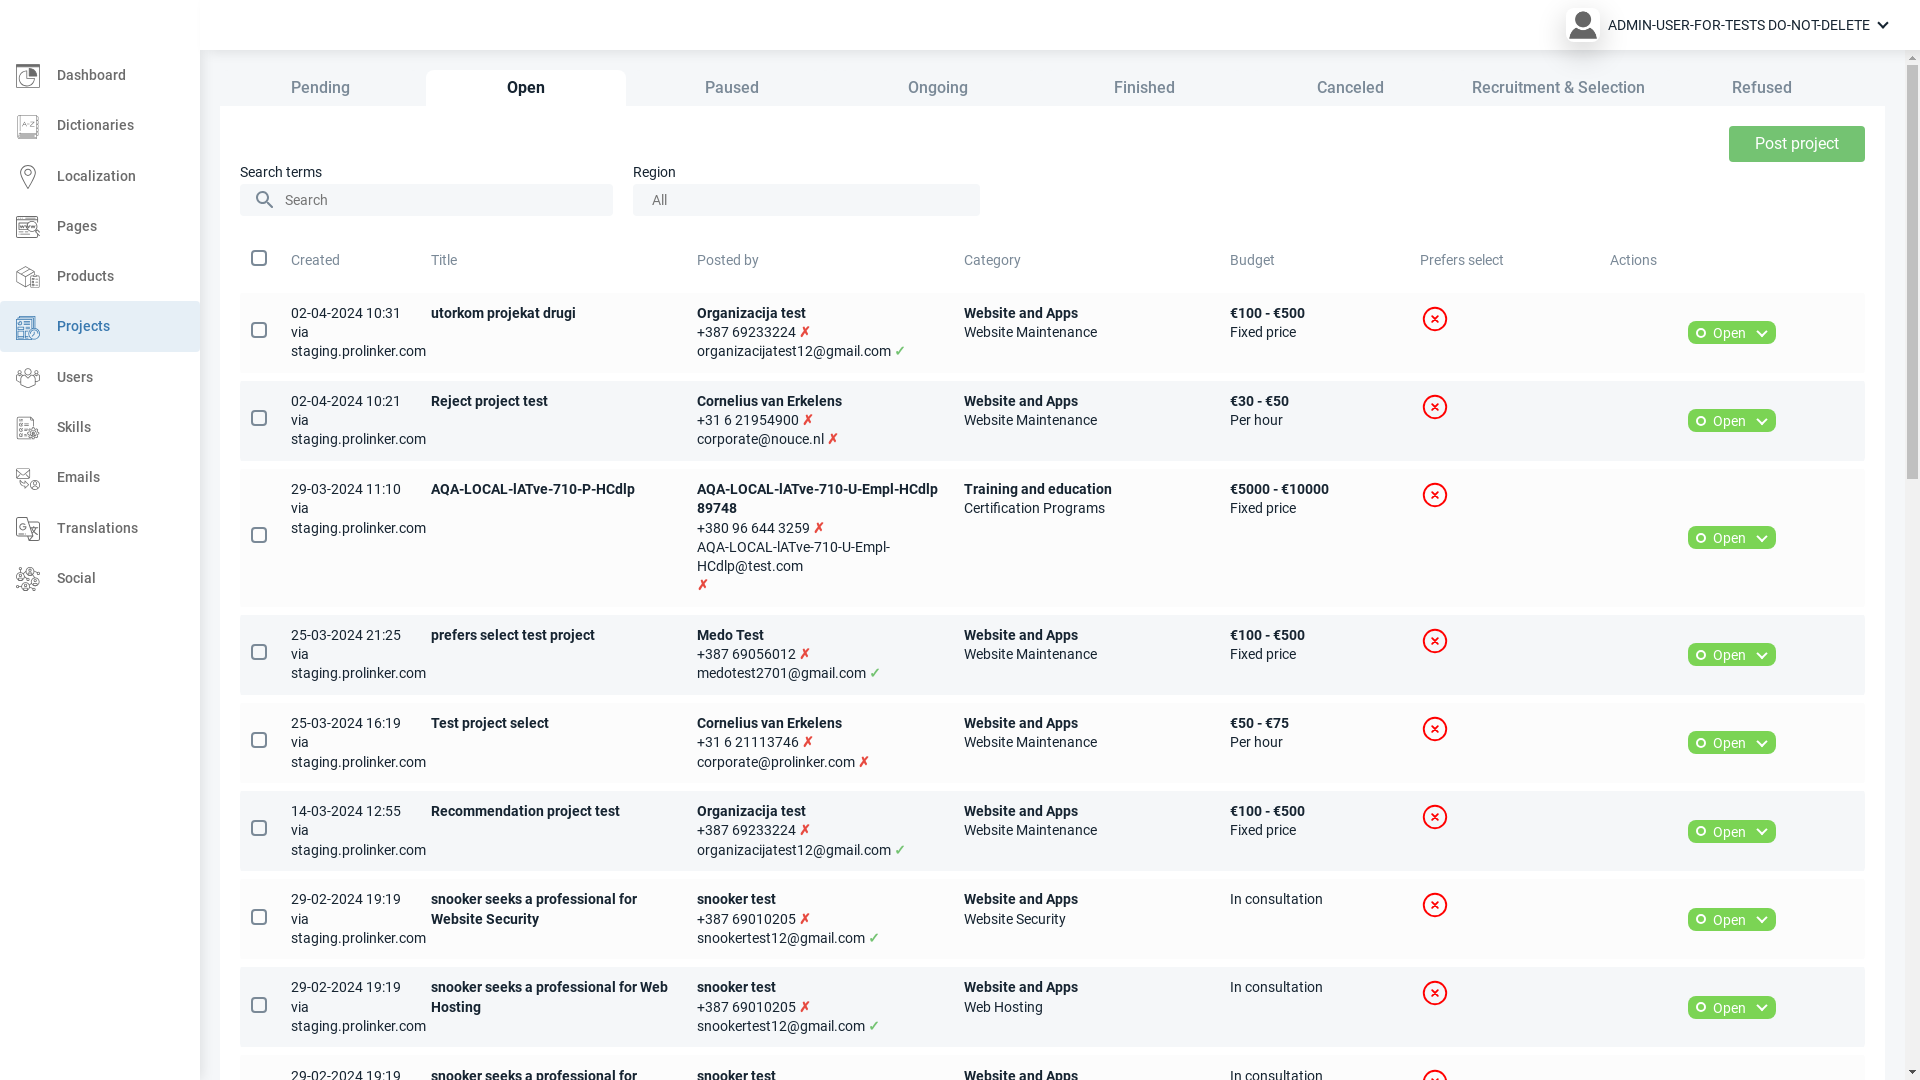 ADMIN-USER-FOR-TESTS DO-NOT-DELETE
Dashboard
Dictionaries
Localization
Pages
Products
Projects
Users
Skills
Emails
Translations
Social
Pending
Open
Paused
Ongoing
Finished
Canceled
Recruitment & Selection
Refused
Post project
Search terms
Search
Region
All
Created
Title
Posted by
Category
Budget
Prefers select
Actions
02-04-2024 10:31
via
staging.prolinker.com
utorkom projekat drugi
Organizacija test
+387 69233224 ✗
organizacijatest12@gmail.com ✓
Website and Apps
Website Maintenance
€100 - €500
Fixed price
Open
02-04-2024 10:21
via
staging.prolinker.com
Reject project test
Cornelius van Erkelens
+31 6 21954900 ✗
corporate@nouce.nl ✗
Website and Apps
Website Maintenance
€30 - €50
Per hour
Open
29-03-2024 11:10
via
staging.prolinker.com
AQA-LOCAL-lATve-710-P-HCdlp
AQA-LOCAL-lATve-710-U-Empl-HCdlp
89748
+380 96 644 3259 ✗
AQA-LOCAL-lATve-710-U-Empl-
HCdlp@test.com
✗
Training and education
Certification Programs
€5000 - €10000
Fixed price
Open
25-03-2024 21:25
via
staging.prolinker.com
prefers select test project
Medo Test
+387 69056012 ✗
medotest2701@gmail.com ✓
Website and Apps
Website Maintenance
€100 - €500
Fixed price
Open
25-03-2024 16:19
via
staging.prolinker.com
Test project select
Cornelius van Erkelens
+31 6 21113746 ✗
corporate@prolinker.com ✗
Website and Apps
Website Maintenance
€50 - €75
Per hour
Open
14-03-2024 12:55
via
staging.prolinker.com
Recommendation project test
Organizacija test
+387 69233224 ✗
organizacijatest12@gmail.com ✓
Website and Apps
Website Maintenance
€100 - €500
Fixed price
Open
29-02-2024 19:19
via
staging.prolinker.com
snooker seeks a professional for
Website Security
snooker test
+387 69010205 ✗
snookertest12@gmail.com ✓
Website and Apps
Website Security
In consultation
Open
29-02-2024 19:19
via
staging.prolinker.com
snooker seeks a professional for Web
Hosting
snooker test
+387 69010205 ✗
snookertest12@gmail.com ✓
Website and Apps
Web Hosting
In consultation
Open
29-02-2024 19:19
snooker seeks a professional for
snooker test
Website and Apps
In consultation